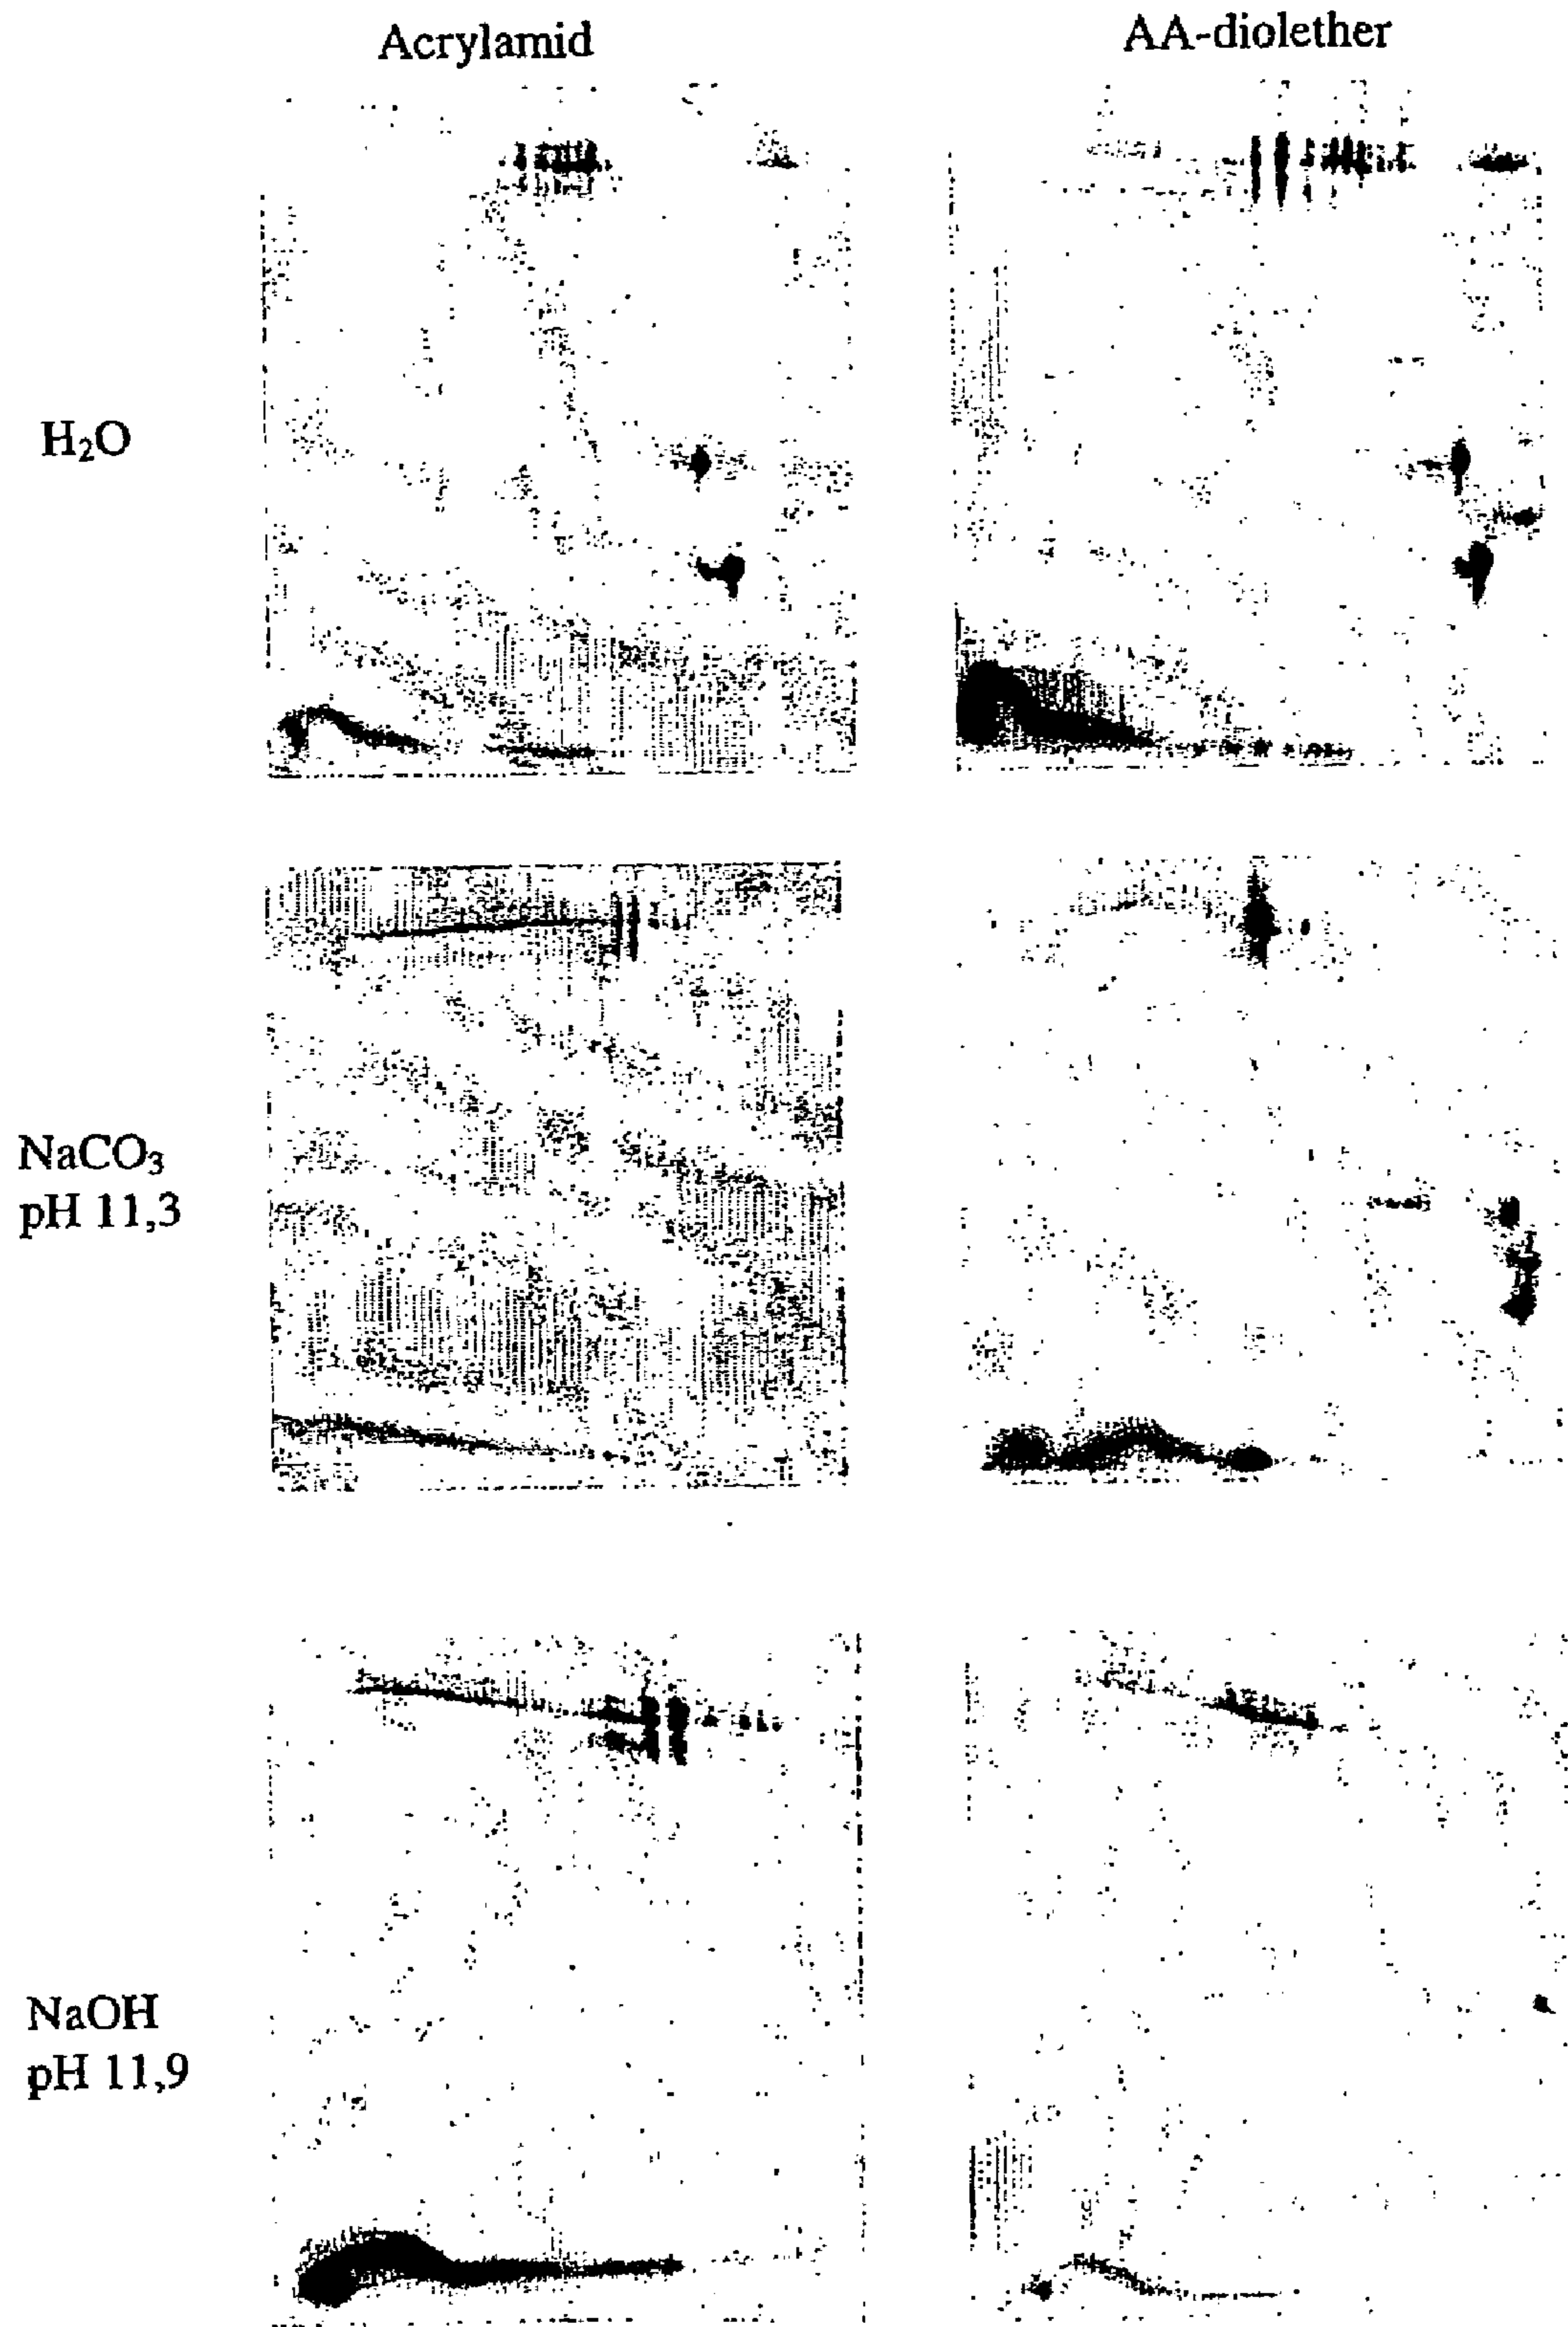 Acrylamid
AA-diolether
H₂O
NaCO₃
pH 11,3
NaOH
pH 11,9